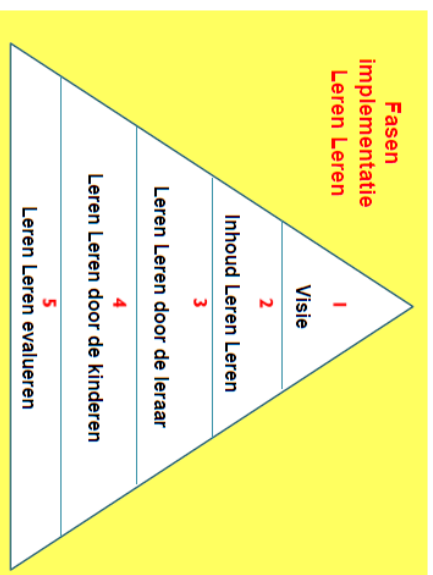 Fasen
implementatie
Leren Leren
1
Visie
2
Inhoud Leren Leren
3
Leren Leren door de leraar
4
Leren Leren door de kinderen
5
Leren Leren evalueren